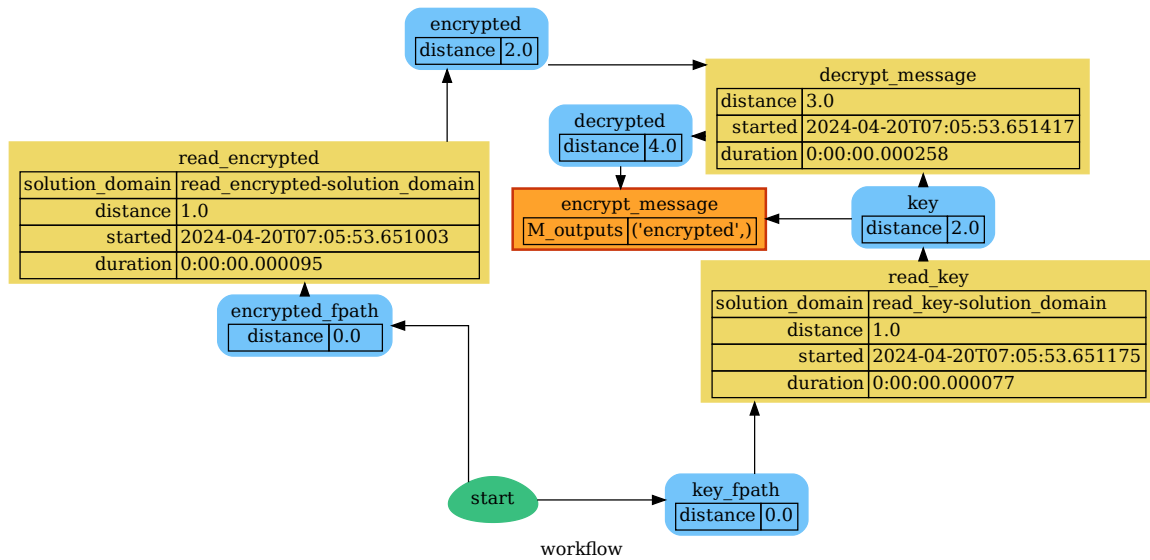 encrypted
distance 2.0
decrypt_message
distance 3.0
started 2024-04-20T07:05:53.651417
duration 0:00:00.000258
decrypted
distance 4.0
read_encrypted
solution_domain read_encrypted-solution_domain
distance 1.0
started 2024-04-20T07:05:53.651003
duration 0:00:00.000095
encrypt_message
M_outputs ('encrypted',)
key
distance 2.0
read_key
solution_domain read_key-solution_domain
distance 1.0
started 2024-04-20T07:05:53.651175
duration 0:00:00.000077
encrypted_fpath
distance 0.0
start
key_fpath
distance 0.0
workflow